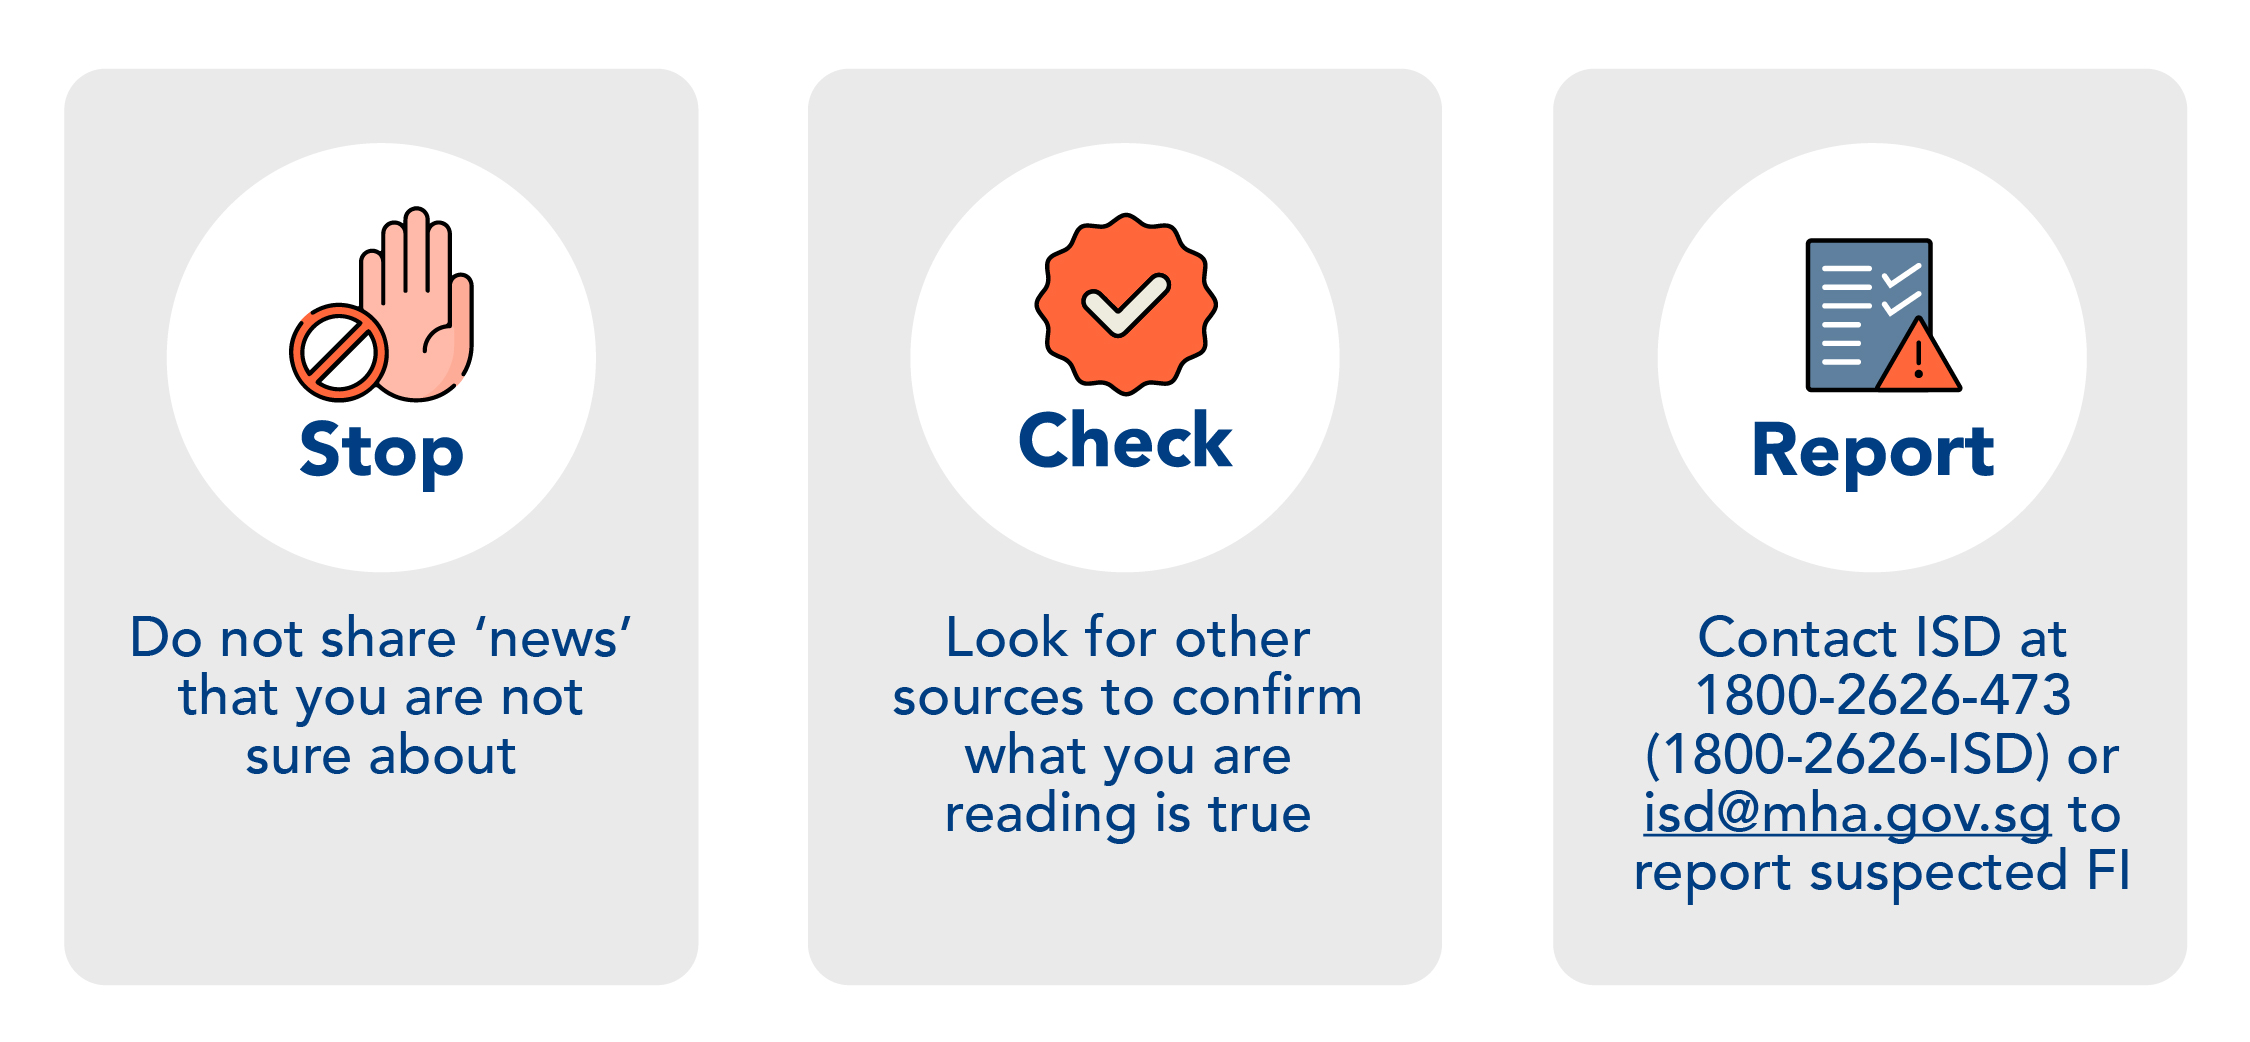 Stop
Do not share ‘news’
that you are not
sure about
Check
Look for other
sources to confirm
what you are
reading is true
Report
Contact ISD at
1800-2626-473
(1800-2626-ISD) or
isd@mha.gov.sg to
report suspected FI